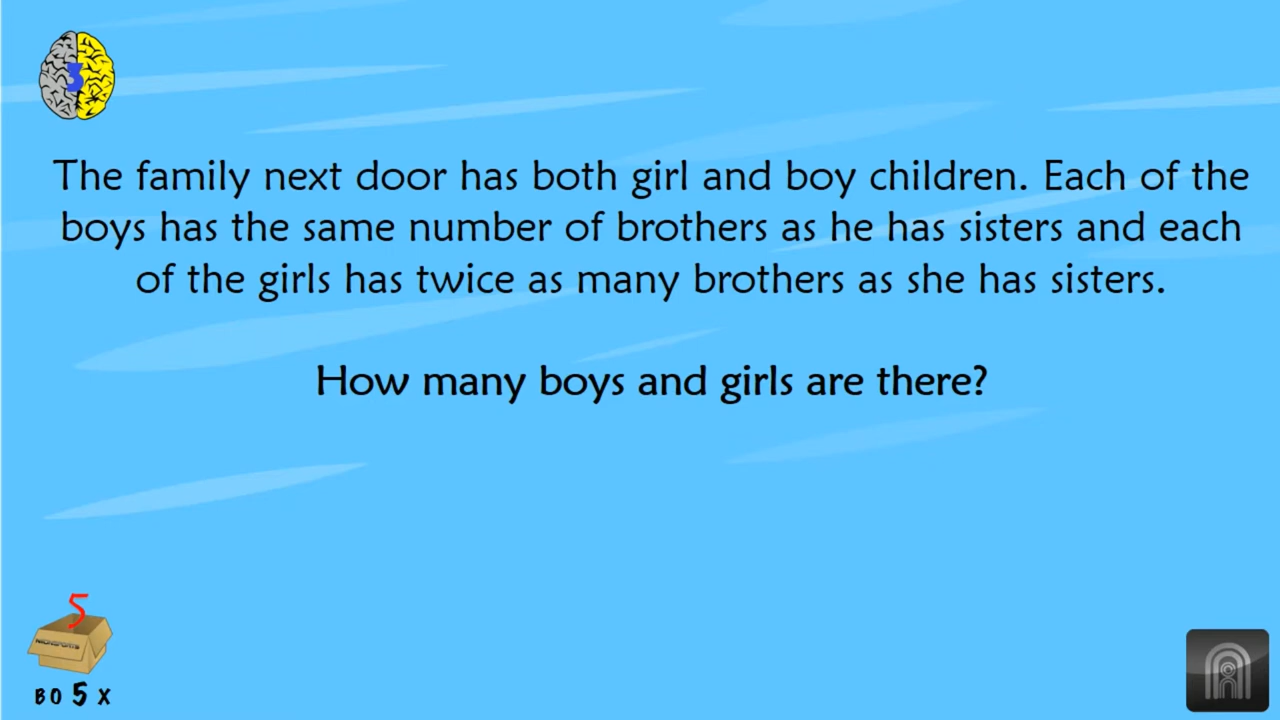 3
The family next door has both girl and boy children. Each of the
boys has the same number of brothers as he has sisters and each
of the girls has twice as many brothers as she has sisters.
How many boys and girls are there?
5
BO5X